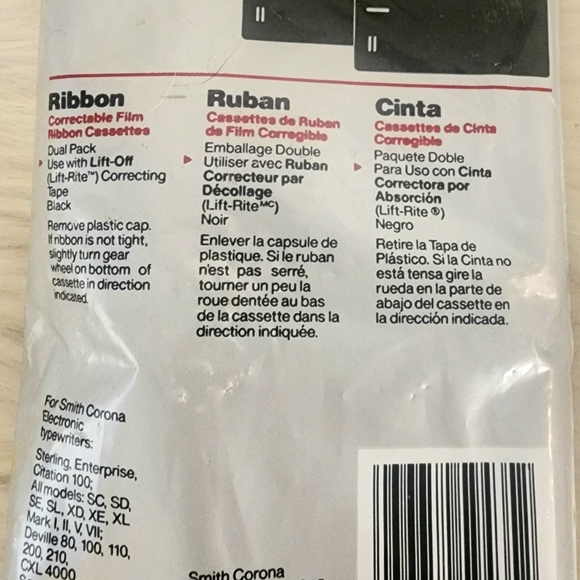 Ribbon
Correctable Film
Ribbon Cassettes
Dual Pack
Use with Lift-Off
(Lift-Rite™) Correcting
Tape
Black
Remove plastic cap.
If ribbon is not tight,
slightly turn gear
wheel on bottom of
cassette in direction
indicated.
Ruban
Cassettes de Ruban
de Film Corregible
Emballage Double
Utiliser avec Ruban
Correcteur par
Décollage
(Lift-Rite MC)
Noir
Enlever la capsule de
plastique. Si le ruban
n'est pas serré,
tourner un peu la
roue dentée au bas
de la cassette dans la
direction indiquée.
Cinta
Cassettes de Cinta
Corregible
Paquete Doble
Para Uso con Cinta
Correctora por
Absorción
(Lift-Rite ®)
Negro
Retire la Tapa de
Plástico. Si la Cinta no
está tensa gire la
rueda en la parte de
abajo del cassette en
la dirección indicada.
For Smith Corona
Electronic
typewriters:
Sterling, Enterprise,
Citation 100;
All models: SC, SD,
SE, SL, XD, XE, XL
Mark I, II, V, VII;
Deville 80, 100, 110,
200, 210,
CXL 4000
Smith Corona